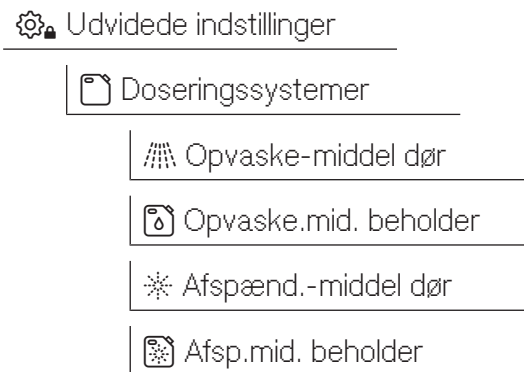 Udvidede indstillinger
Doseringssystemer
Opvaske-middel dør
Opvaske.mid. beholder
Afspænd.-middel dør
Afsp.mid. beholder